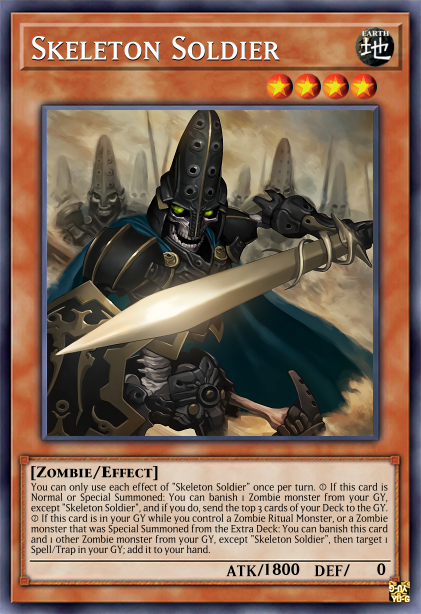 SKELETON SOLDIER
EARTH
地
[ZOMBIE/EFFECT]
You can only use each effect of "Skeleton Soldier" once per turn. ① If this card is
Normal or Special Summoned: You can banish 1 Zombie monster from your GY,
except "Skeleton Soldier", and if you do, send the top 3 cards of your Deck to the GY.
② If this card is in your GY while you control a Zombie Ritual Monster, or a Zombie
monster that was Special Summoned from the Extra Deck: You can banish this card
and 1 other Zombie monster from your GY, except "Skeleton Soldier", then target 1
Spell/Trap in your GY; add it to your hand.
ATK/1800 DEF/ 0